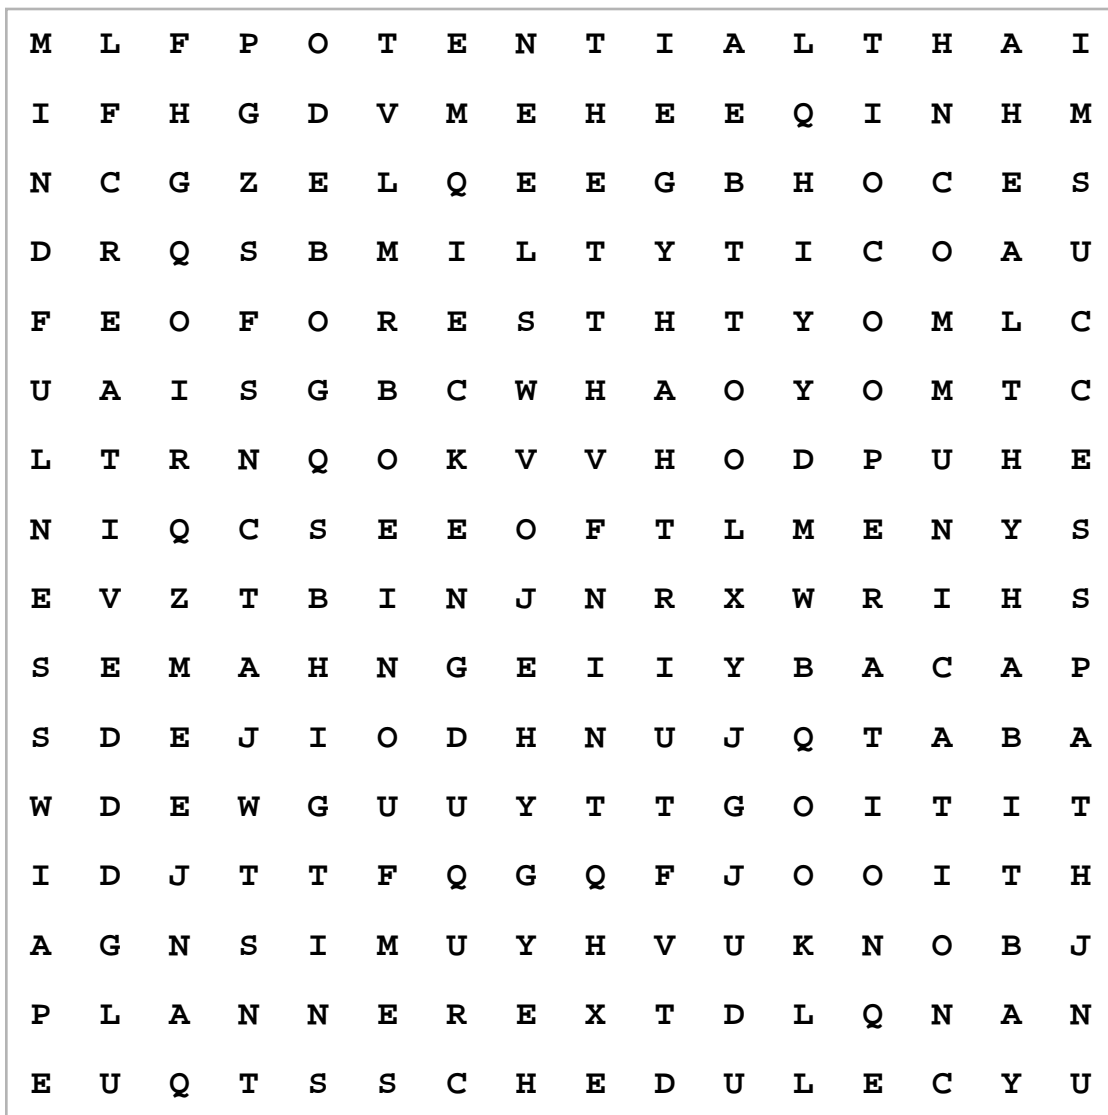 M L F P O T E N T I A L T H A I
I F H G D V M E H E E Q I N H M
N C G Z E L Q E E G B H O C E S
D R Q S B M I L T Y T I C O A U
F E O F O R E S T H T Y O M L C
U A I S G B C W H A O Y O M T C
L T R N Q O K V V H O D P U H E
N I Q C S E E O F T L M E N Y S
E V Z T B I N J N R X W R I H S
S E M A H N G E I I Y B A C A P
S D E J I O D H N U J Q T A B A
W D E W G U U Y T T G O I T I T
I D J T T F Q G Q F J O O I T H
A G N S I M U Y H V U K N O B J
P L A N N E R E X T D L Q N A N
E U Q T S S C H E D U L E C Y U